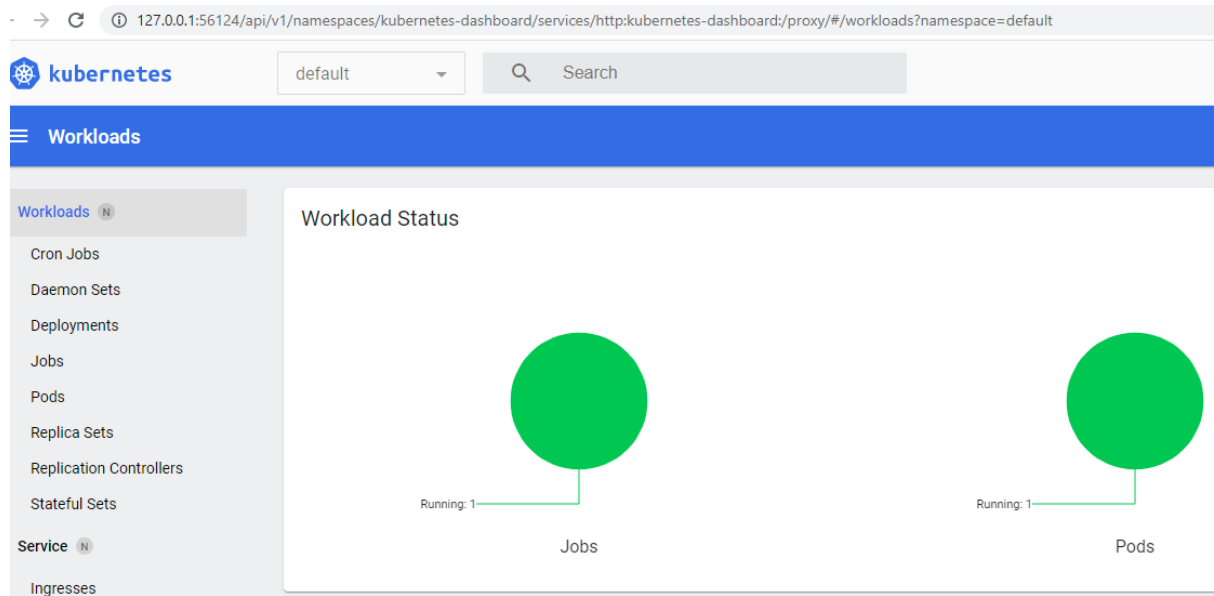 127.0.0.1:56124/api/v1/namespaces/kubernetes-dashboard/services/http:kubernetes-dashboard:/proxy/#/workloads?namespace=default
kubernetes
default
Search
Workloads
Workloads N
Cron Jobs
Daemon Sets
Deployments
Jobs
Pods
Replica Sets
Replication Controllers
Stateful Sets
Service N
Ingresses
Workload Status
Running: 1
Jobs
Running: 1
Pods